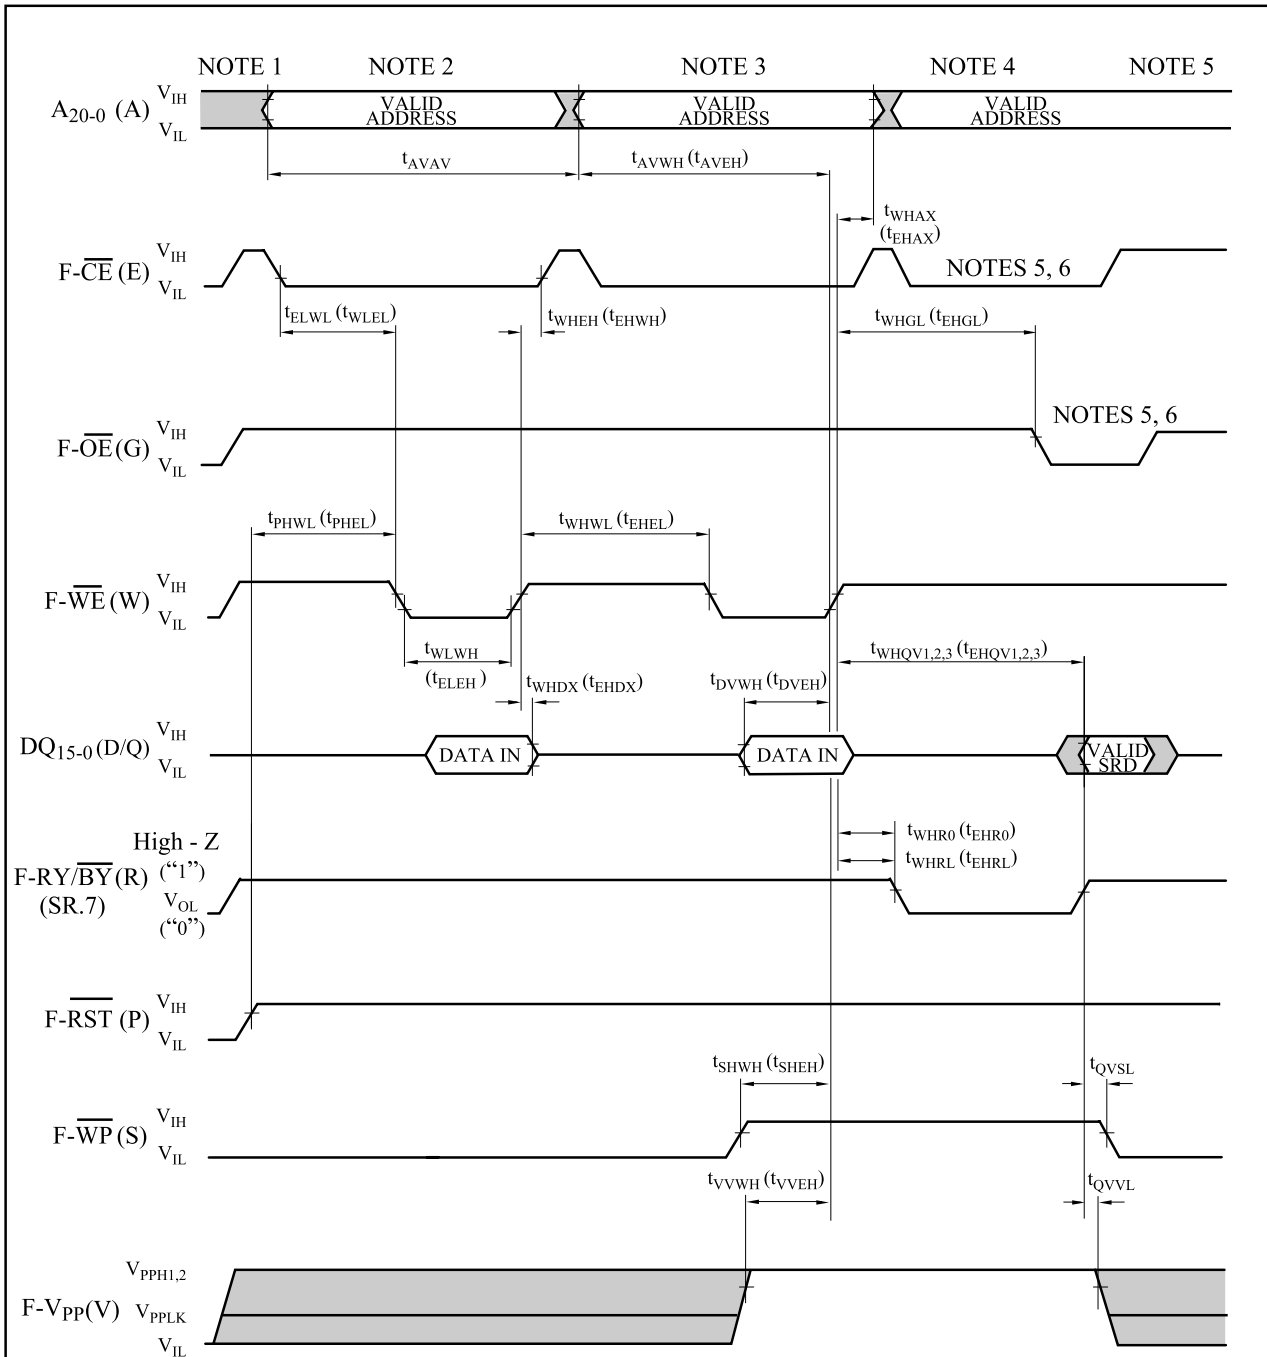 NOTE 1 NOTE 2 NOTE 3 NOTE 4 NOTE 5
A20-0 (A) VIH VIL VALID ADDRESS VALID ADDRESS VALID ADDRESS
tAVAV tAVWH (tAVEH)
tWHAX
(tEHAX)
F-CE (E) VIH VIL NOTES 5, 6
tELWL (tWLEL) tWHEH (tEHWH) tWHGL (tEHGL)
F-OE (G) VIH VIL NOTES 5, 6
tPHWL (tPHEL) tWHWL (tEHEL)
F-WE (W) VIH VIL
tWLWH
(tELEH)
tWHDX (tEHDX) tDVWH (tDVEH) tWHQV1,2,3 (tEHQV1,2,3)
DQ15-0 (D/Q) VIH VIL DATA IN DATA IN VALID SRD
tWHR0 (tEHR0)
tWHRL (tEHRL)
High - Z
(“1”)
F-RY/BY (R)
(SR.7)
VOL
(“0”)
F-RST (P) VIH VIL
tSHWH (tSHEH) tQVSL
F-WP (S) VIH VIL
tVVWH (tVVEH) tQVVL
VPPH1,2
F-VPP (V) VPPLK
VIL